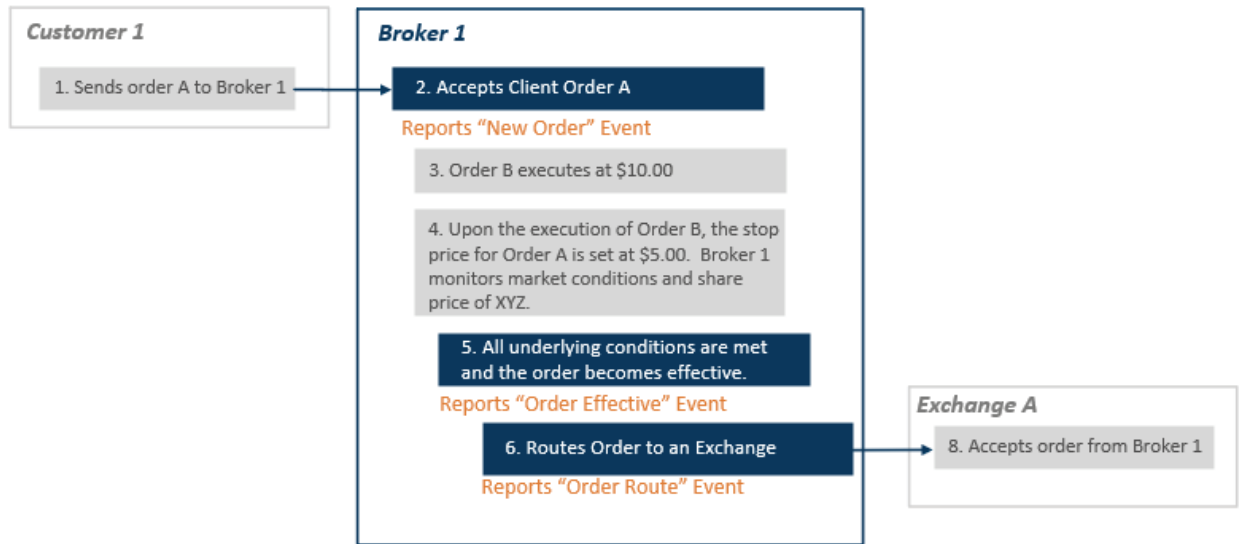 Customer 1
1. Sends order A to Broker 1
Broker 1
2. Accepts Client Order A
Reports “New Order” Event
3. Order B executes at $10.00
4. Upon the execution of Order B, the stop
price for Order A is set at $5.00.  Broker 1
monitors market conditions and share
price of XYZ.
5. All underlying conditions are met
and the order becomes effective.
Reports “Order Effective” Event
6. Routes Order to an Exchange
Reports “Order Route” Event
Exchange A
8. Accepts order from Broker 1